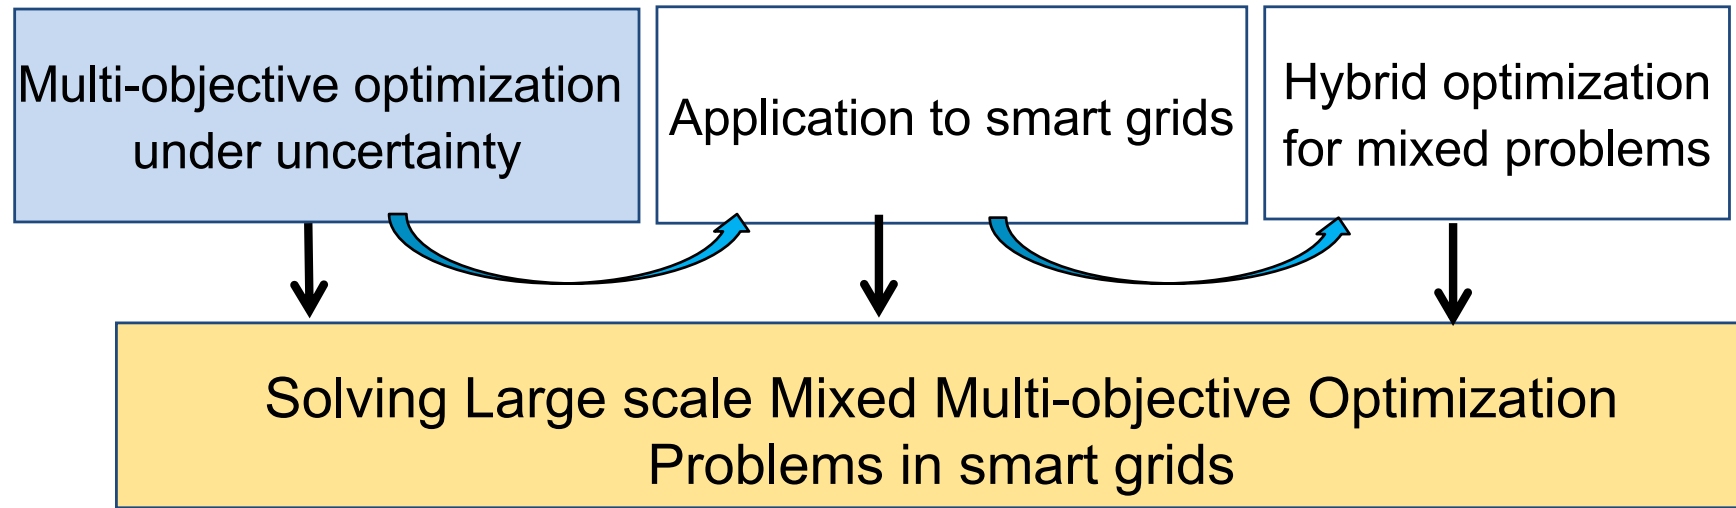 Multi-objective optimization
under uncertainty
Application to smart grids
Hybrid optimization
for mixed problems
Solving Large scale Mixed Multi-objective Optimization
Problems in smart grids